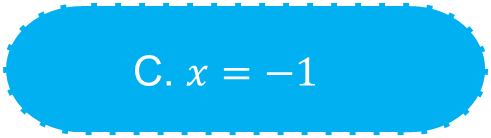 C. x = −1